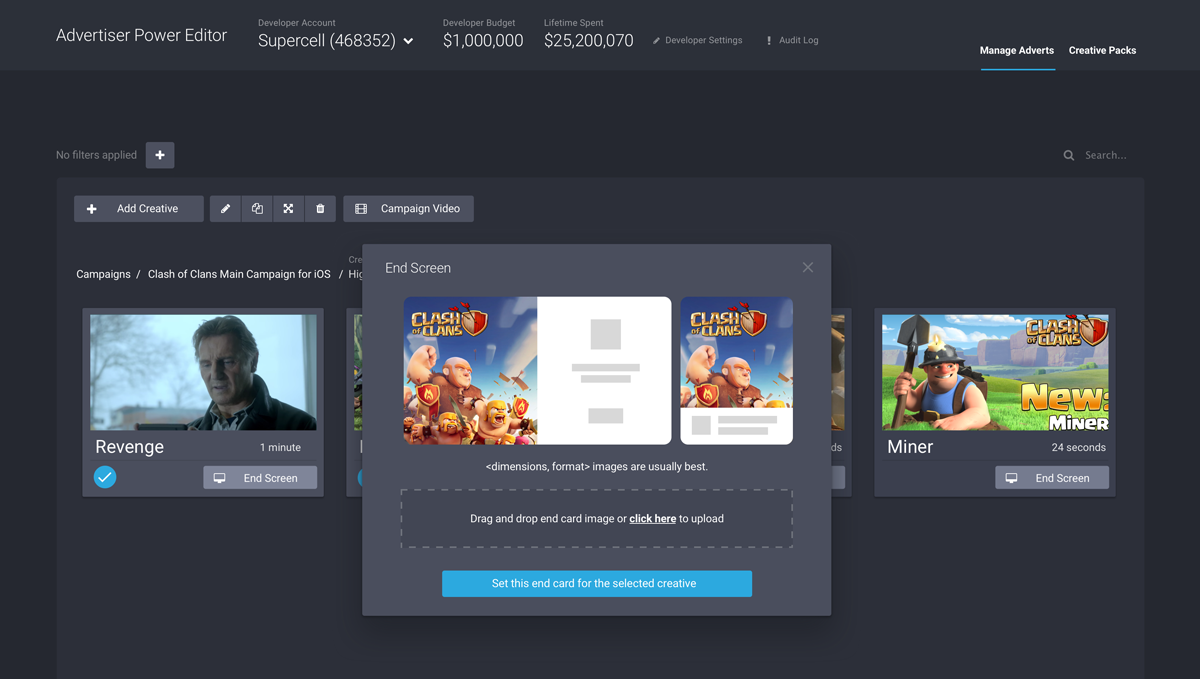 Advertiser Power Editor
Developer Account
Supercell (468352)
Developer Budget
$1,000,000
Lifetime Spent
$25,200,070
Developer Settings
Audit Log
Manage Adverts
Creative Packs
No filters applied
Search...
Add Creative
Campaign Video
Campaigns / Clash of Clans Main Campaign for iOS /
End Screen
CLASH OF CLANS
CLASH OF CLANS
<dimensions, format> images are usually best.
Drag and drop end card image or click here to upload
Set this end card for the selected creative
Revenge
1 minute
End Screen
CLASH OF CLANS
New
MINER
Miner
24 seconds
End Screen